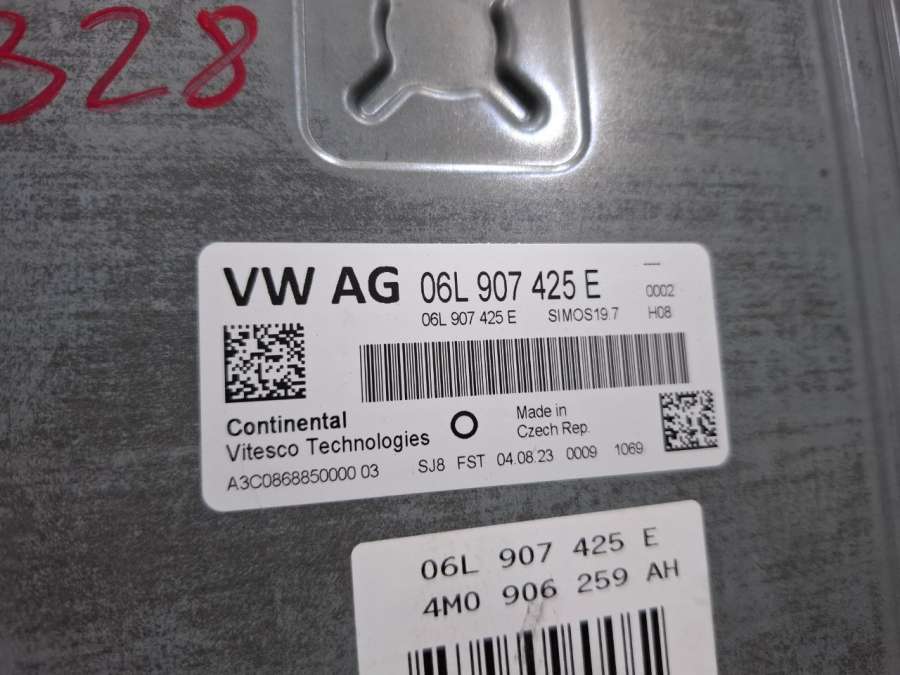 328
VW AG 06L 907 425 E
06L 907 425 E SIMOS19.7 0002
H08
Continental
Vitesco Technologies
Made in
Czech Rep.
A3C0868850000 03 SJ8 FST 04.08.23 0009 1069
06L 907 425 E
4M0 906 259 AH